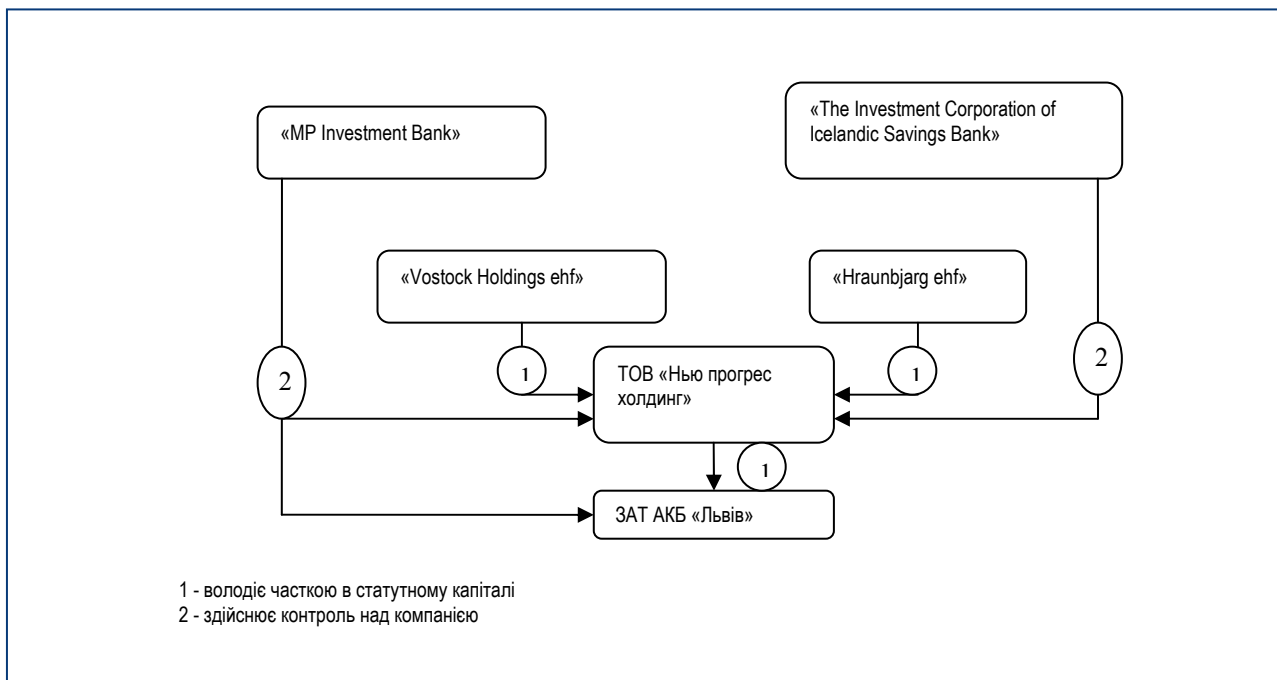 «The Investment Corporation of
Icelandic Savings Bank»
«MP Investment Bank»
«Vostock Holdings ehf»
«Hraunbjarg ehf»
2
1
ТОВ «Нью прогрес
холдинг»
1
2
1
ЗАТ АКБ «Львів»
1 - володіє часткою в статутному капіталі
2 - здійснює контроль над компанією